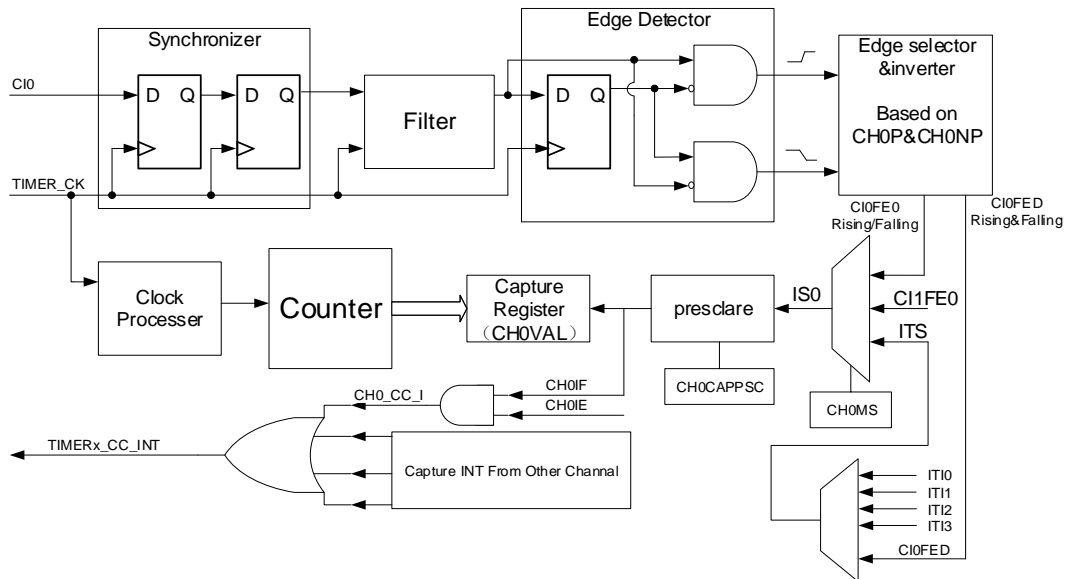 Edge Detector
Synchronizer
Edge selector
&inverter
Based on
CH0P&CH0NP
CI0
D Q
D Q
Filter
D Q
TIMER_CK
CI0FE0
Rising/Falling
CI0FED
Rising&Falling
Clock
Processer
Counter
Capture
Register
（CH0VAL）
presclare
IS0
CI1FE0
ITS
CH0CAPPSC
CH0MS
CH0_CC_I
CH0IF
CH0IE
TIMERx_CC_INT
Capture INT From Other Channel
ITI0
ITI1
ITI2
ITI3
CI0FED